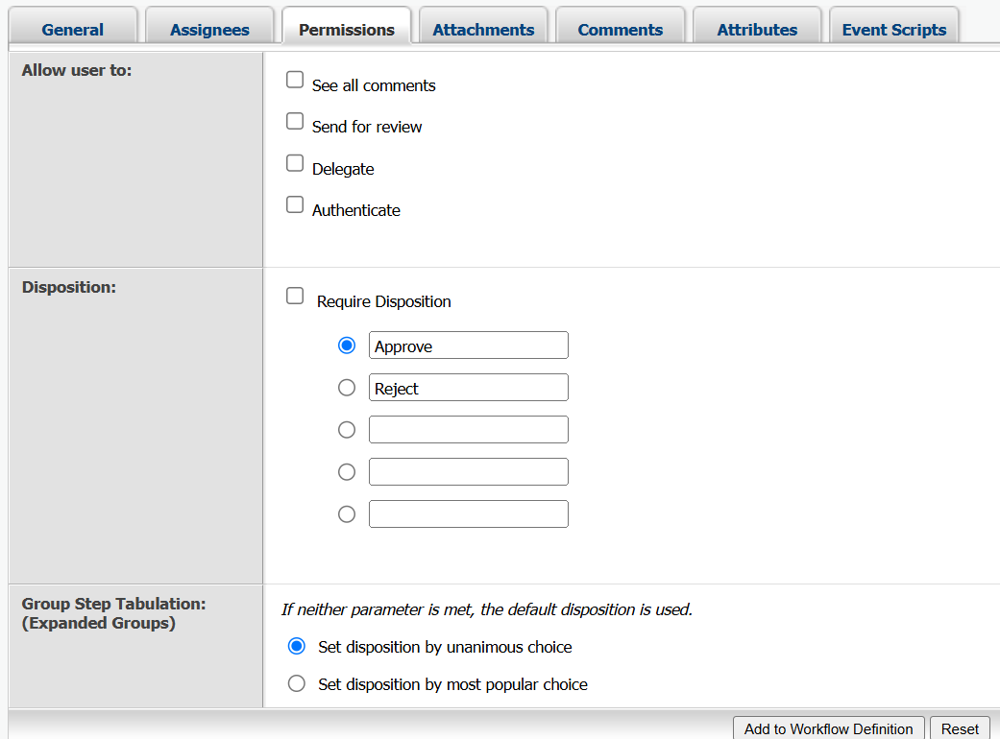 General Assignees Permissions Attachments Comments Attributes Event Scripts
Allow user to:
See all comments
Send for review
Delegate
Authenticate
Disposition:
Require Disposition
Approve
Reject
Group Step Tabulation:
(Expanded Groups)
If neither parameter is met, the default disposition is used.
Set disposition by unanimous choice
Set disposition by most popular choice
Add to Workflow Definition Reset